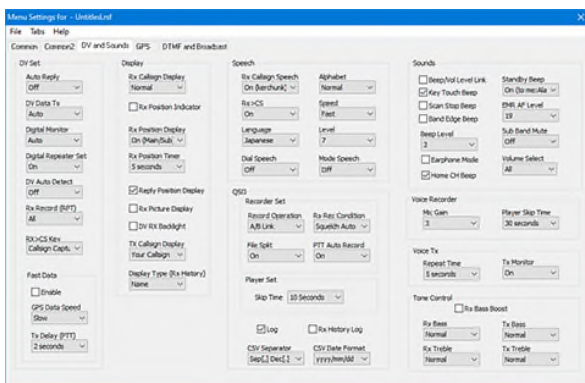 Menu Settings for - Untitled.rsf
File Tabs Help
Common Common2 DV and Sounds GPS DTMF and Broadcast
DV Set
Auto Reply
Off
DV Data Tx
Auto
Digital Monitor
Auto
Digital Repeater Set
On
DV Auto Detect
Off
Rx Record (RPT)
All
RX>CS Key
Callsign Captu
Fast Data
Enable
GPS Data Speed
Slow
Tx Delay (PTT)
2 seconds
Display
Rx Callsign Display
Normal
Rx Position Indicator
Rx Position Display
On (Main/Sub)
Rx Position Timer
5 seconds
Reply Position Display
Rx Picture Display
DV RX Backlight
TX Callsign Display
Your Callsign
Display Type (Rx History)
Name
Speech
Rx Callsign Speech Alphabet
On (kerchunk) Normal
Rx>CS Speed
On Fast
Language Level
Japanese 7
Dial Speech Mode Speech
Off Off
QSO
Recorder Set
Record Operation Rx Rec Condition
A/B Link Squelch Auto
File Split PTT Auto Record
On On
Player Set
Skip Time 10 Seconds
Log Rx History Log
CSV Separator CSV Date Format
Sep[,] Dec[.] yyyy/mm/dd
Sounds
Beep/Vol Level Link
Key Touch Beep
Scan Stop Beep
Band Edge Beep
Beep Level
3
Earphone Mode
Home CH Beep
Standby Beep
On (to me:Ala
EMR AF Level
19
Sub Band Mute
Off
Volume Select
All
Voice Recorder
Mic Gain Player Skip Time
3 30 seconds
Voice Tx
Repeat Time Tx Monitor
5 seconds On
Tone Control
Rx Bass Boost
Rx Bass Tx Bass
Normal Normal
Rx Treble Tx Treble
Normal Normal